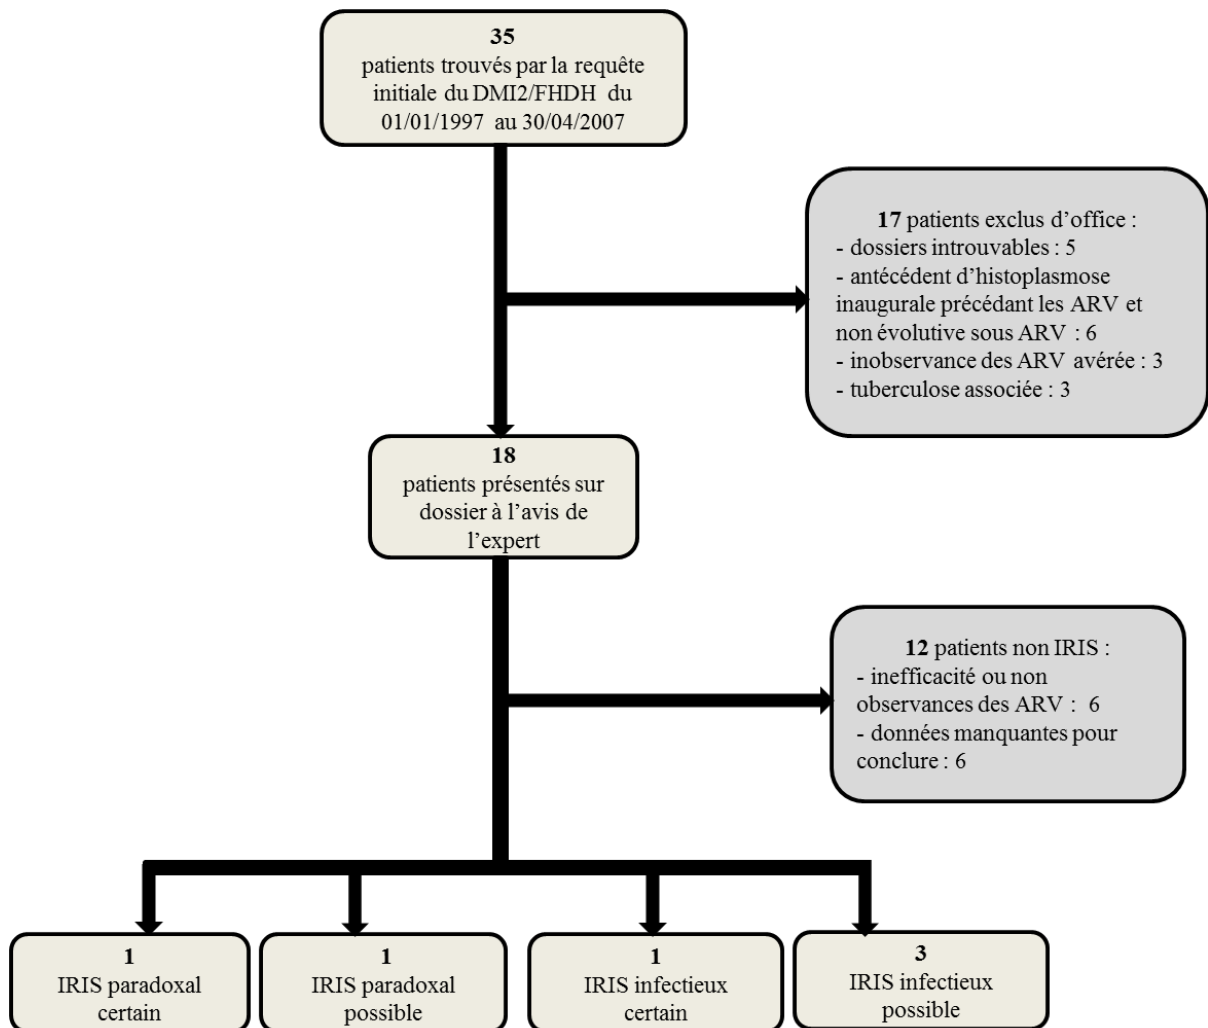 35
patients trouvés par la requête
initiale du DMI2/FHDH du
01/01/1997 au 30/04/2007
17 patients exclus d’office :
- dossiers introuvables : 5
- antécédent d’histoplasmose
inaugurale précédant les ARV et
non évolutive sous ARV : 6
- inobservance des ARV avérée : 3
- tuberculose associée : 3
18
patients présentés sur
dossier à l’avis de
l’expert
12 patients non IRIS :
- inefficacité ou non
observances des ARV : 6
- données manquantes pour
conclure : 6
1
IRIS paradoxal
certain
1
IRIS paradoxal
possible
1
IRIS infectieux
certain
3
IRIS infectieux
possible